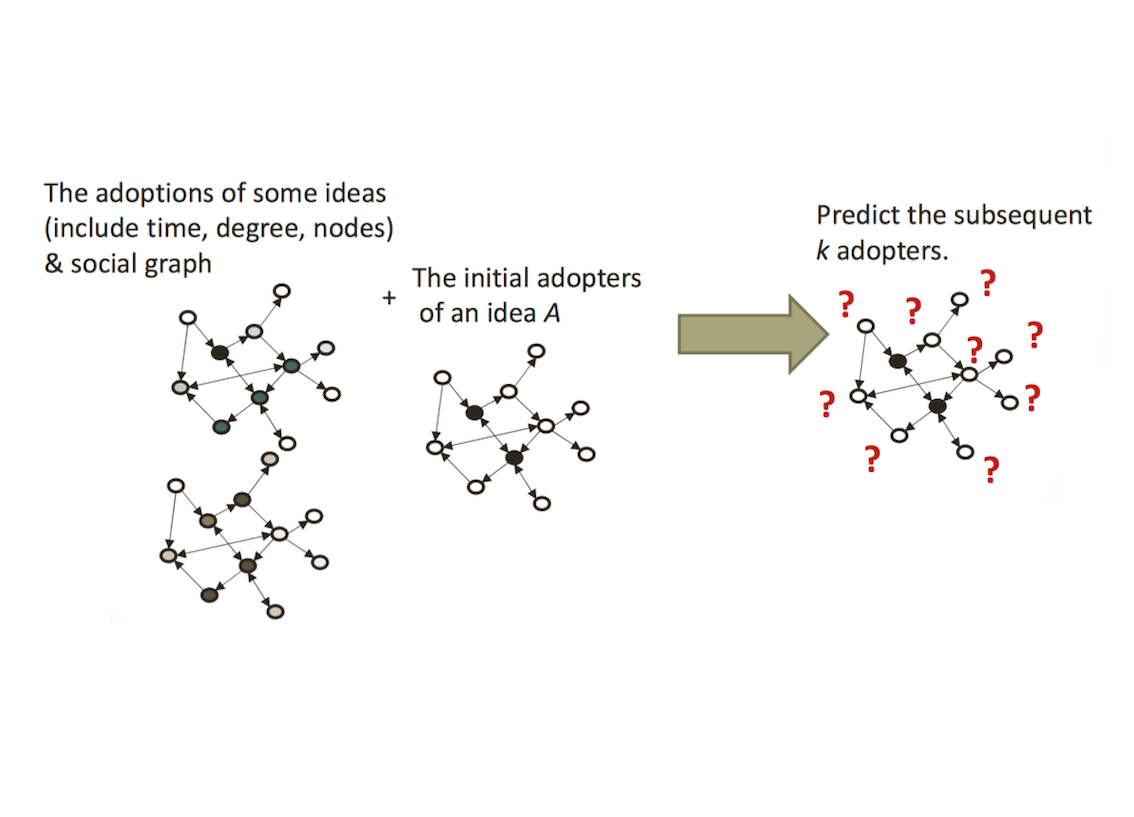 The adoptions of some ideas
(include time, degree, nodes)
& social graph
+
The initial adopters
of an idea A
Predict the subsequent
k adopters.
?
?
?
?
?
?
?
?
?